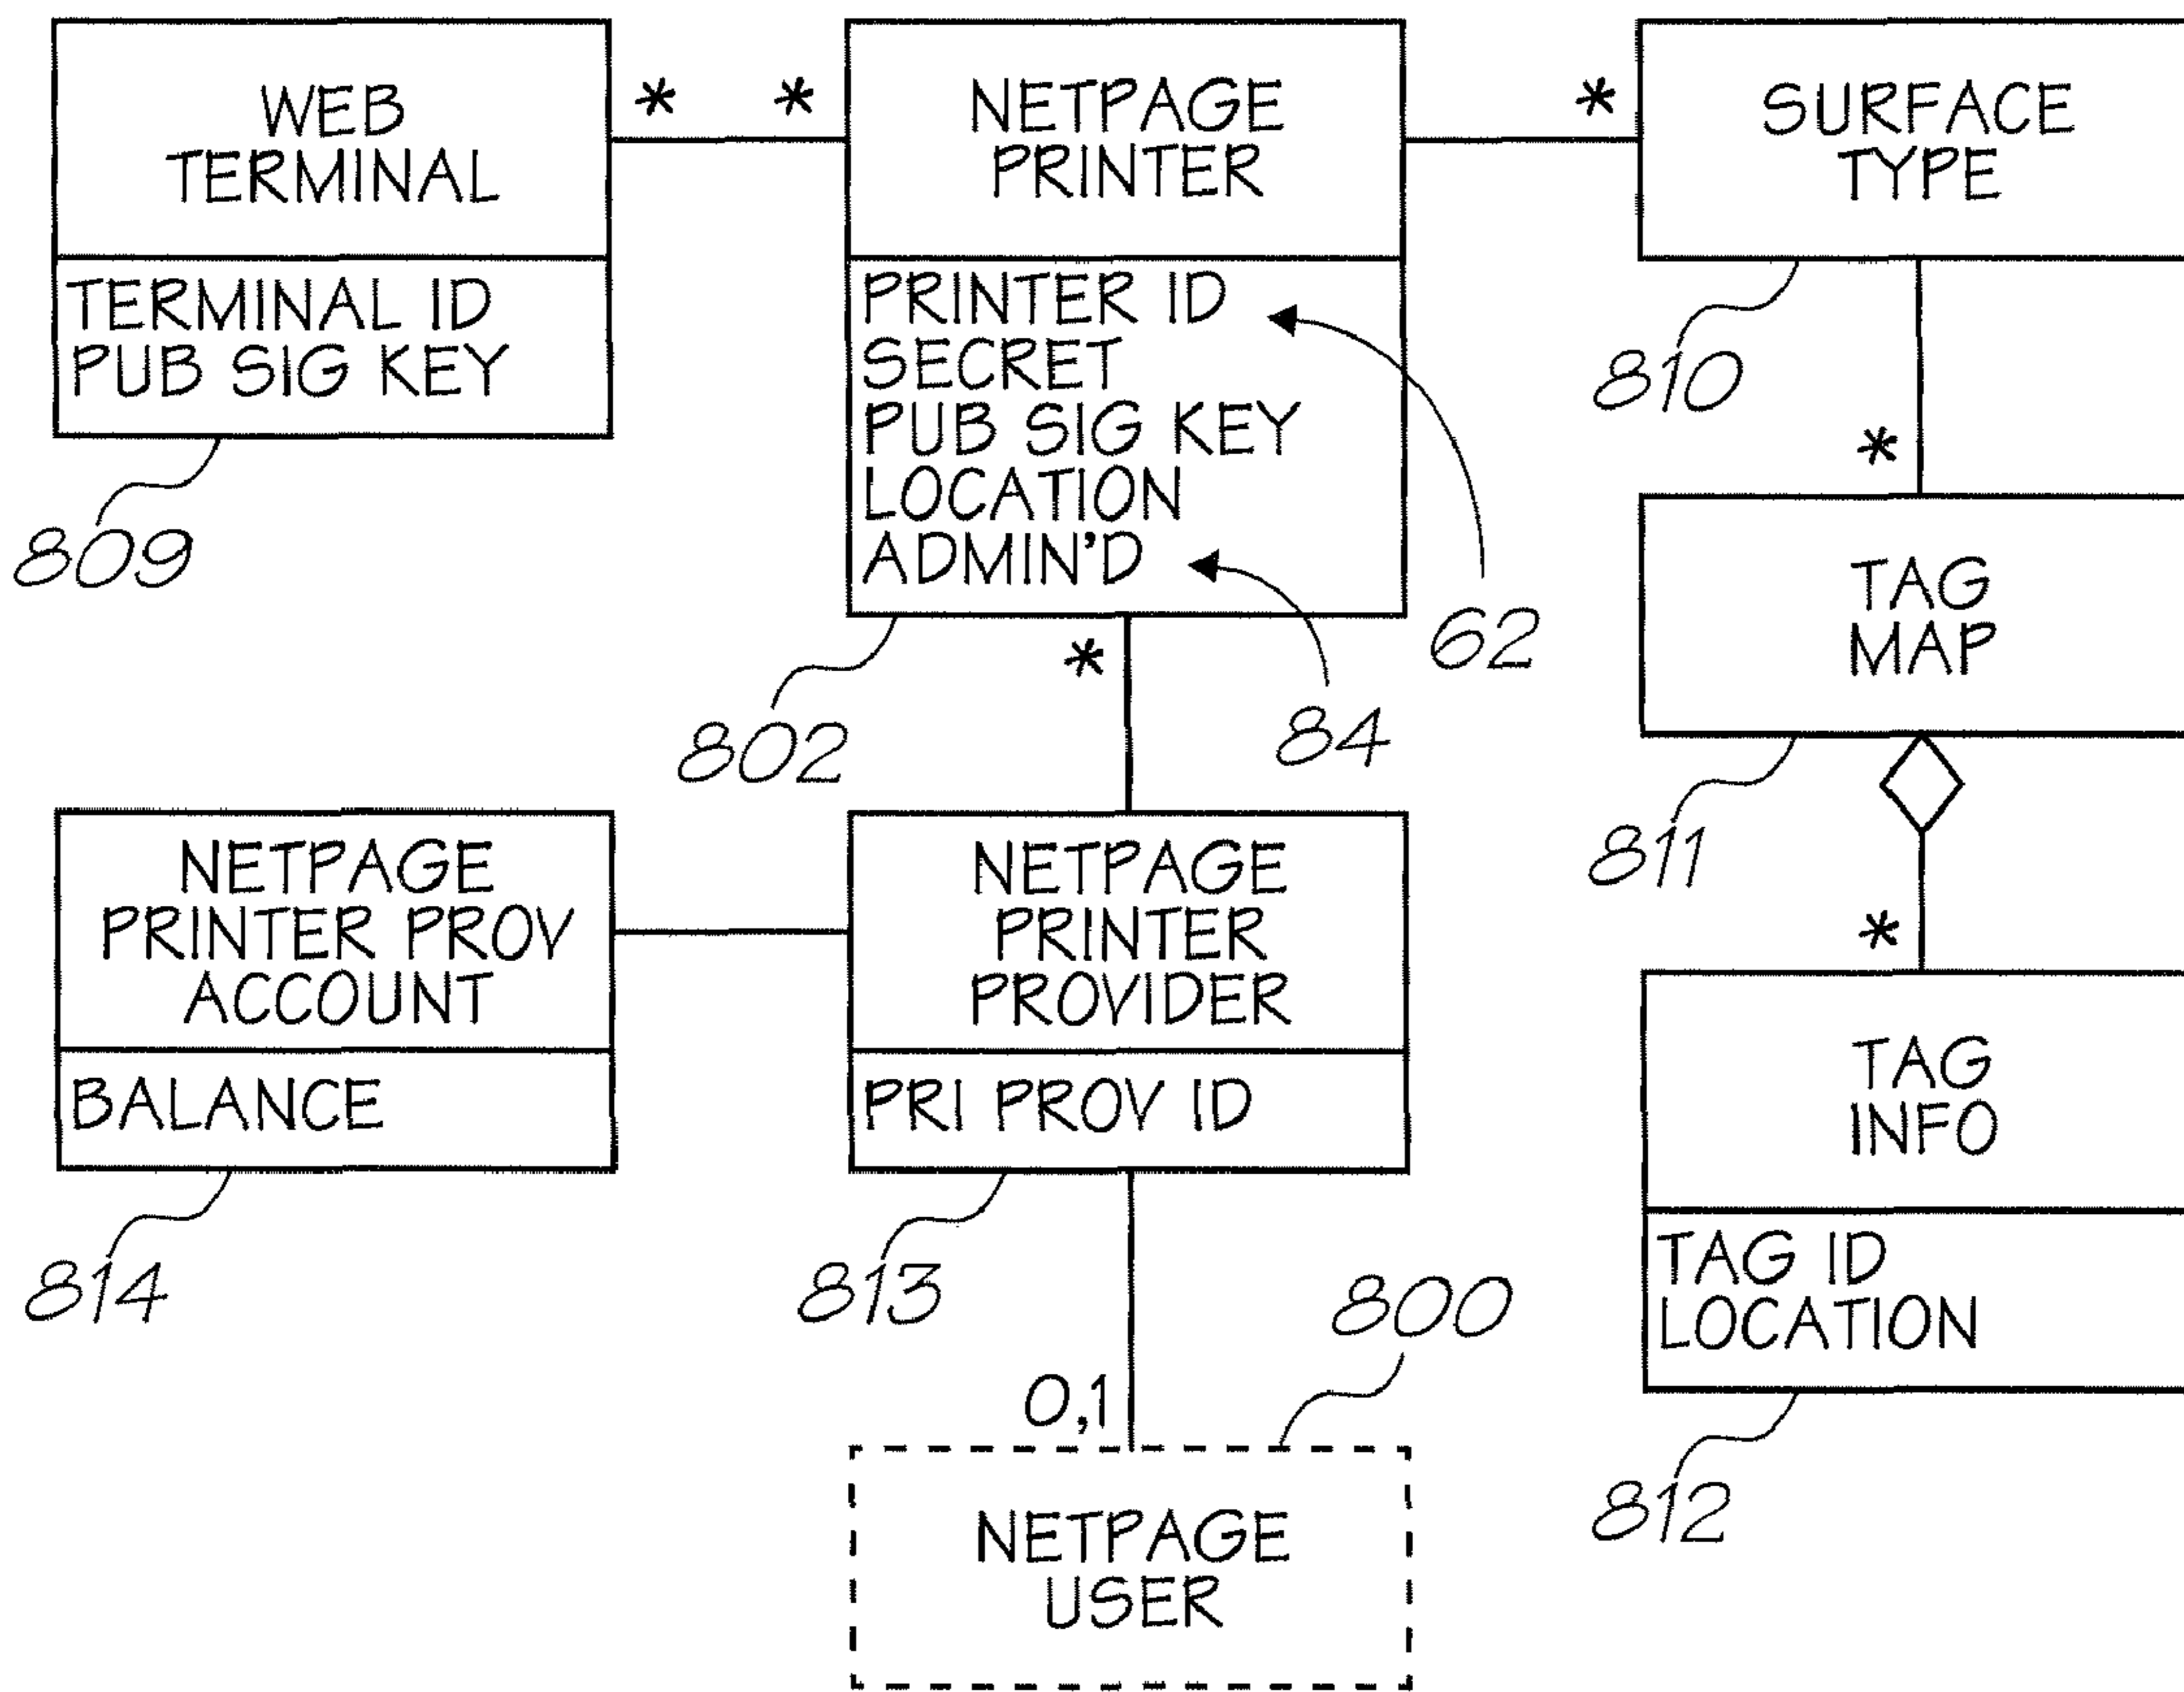 WEB
TERMINAL
TERMINAL ID
PUB SIG KEY
809
*
*
NETPAGE
PRINTER
PRINTER ID
SECRET
PUB SIG KEY
LOCATION
ADMIN'D
62
84
802
*
*
SURFACE
TYPE
810
*
TAG
MAP
811
*
TAG
INFO
TAG ID
LOCATION
812
NETPAGE
PRINTER PROV
ACCOUNT
BALANCE
814
NETPAGE
PRINTER
PROVIDER
PRI PROV ID
813
800
0,1
NETPAGE
USER